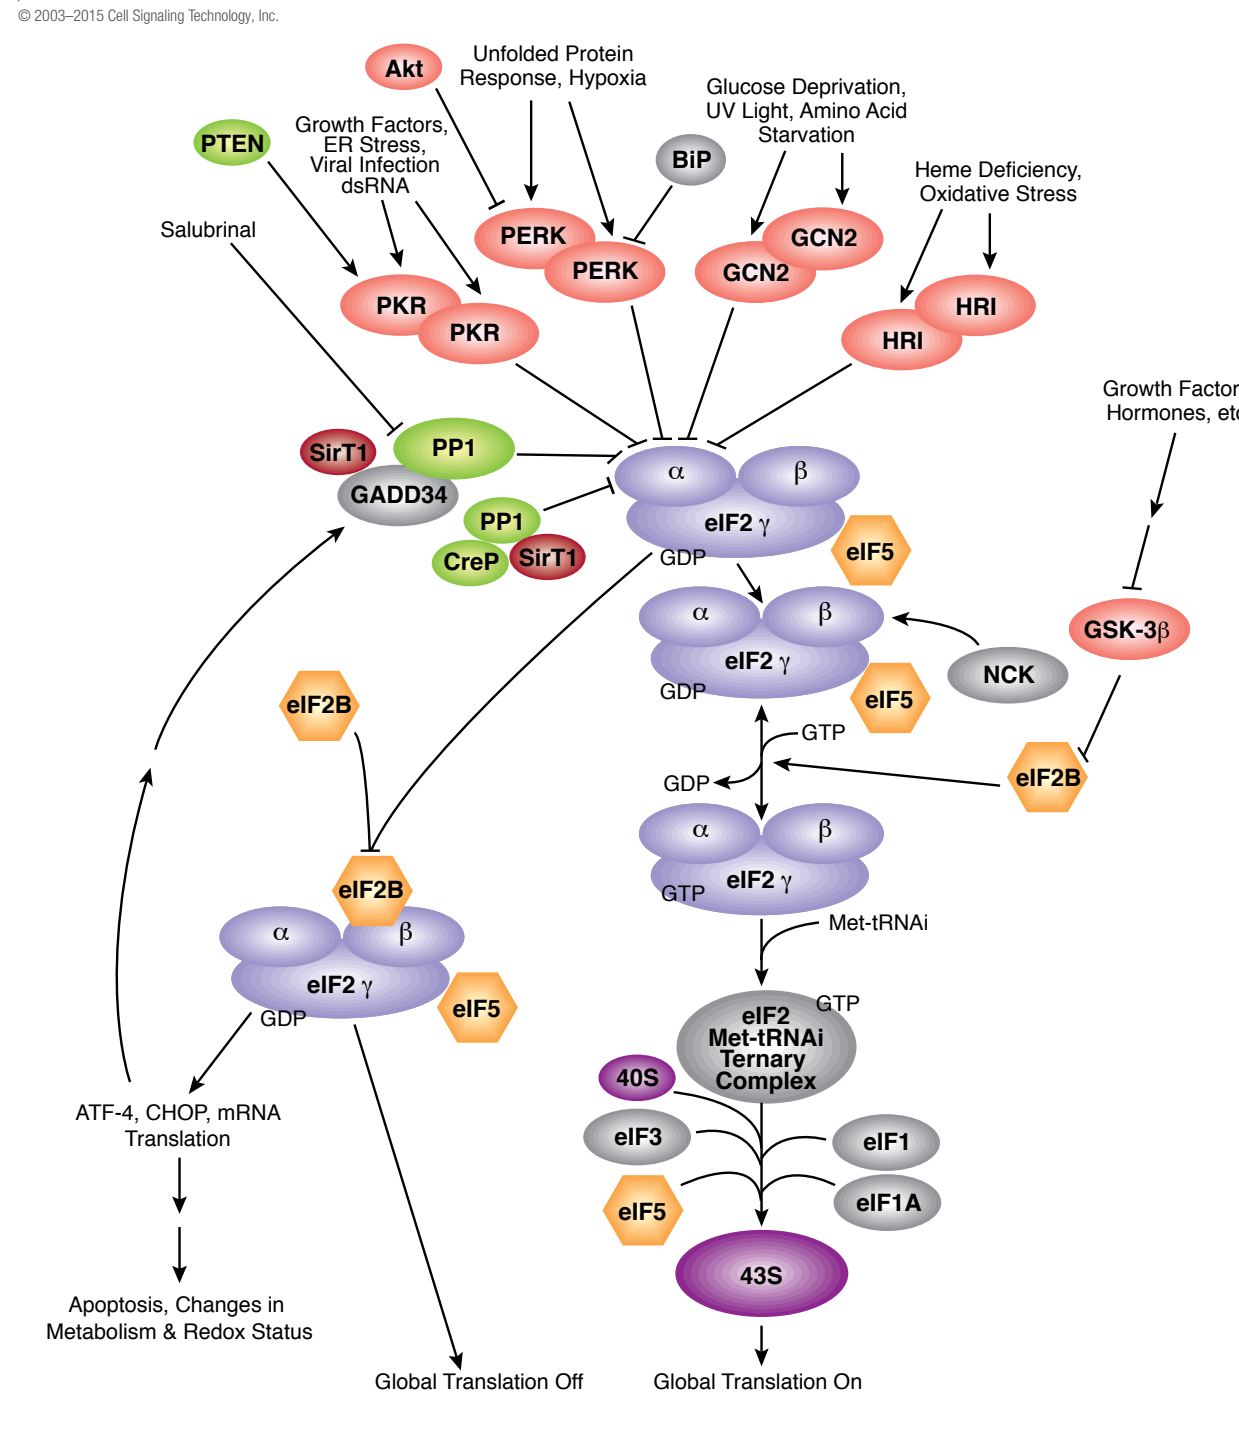 © 2003–2015 Cell Signaling Technology, Inc.
Akt
Unfolded Protein
Response, Hypoxia
Glucose Deprivation,
UV Light, Amino Acid
Starvation
PTEN
Growth Factors,
ER Stress,
Viral Infection
dsRNA
BiP
Heme Deficiency,
Oxidative Stress
Salubrinal
PERK
PERK
GCN2
GCN2
PKR
PKR
HRI
HRI
Growth Factor
Hormones, etc
SirT1
PP1
GADD34
PP1
CreP
SirT1
α
β
eIF2 γ
GDP
eIF5
α
β
eIF2 γ
GDP
eIF5
NCK
GSK-3β
eIF2B
GTP
GDP
eIF2B
α
β
eIF2 γ
GTP
eIF2B
α
β
eIF2 γ
GDP
eIF5
Met-tRNAi
GTP
eIF2
Met-tRNAi
Ternary
Complex
40S
eIF3
eIF1
eIF5
eIF1A
43S
ATF-4, CHOP, mRNA
Translation
Apoptosis, Changes in
Metabolism & Redox Status
Global Translation Off
Global Translation On